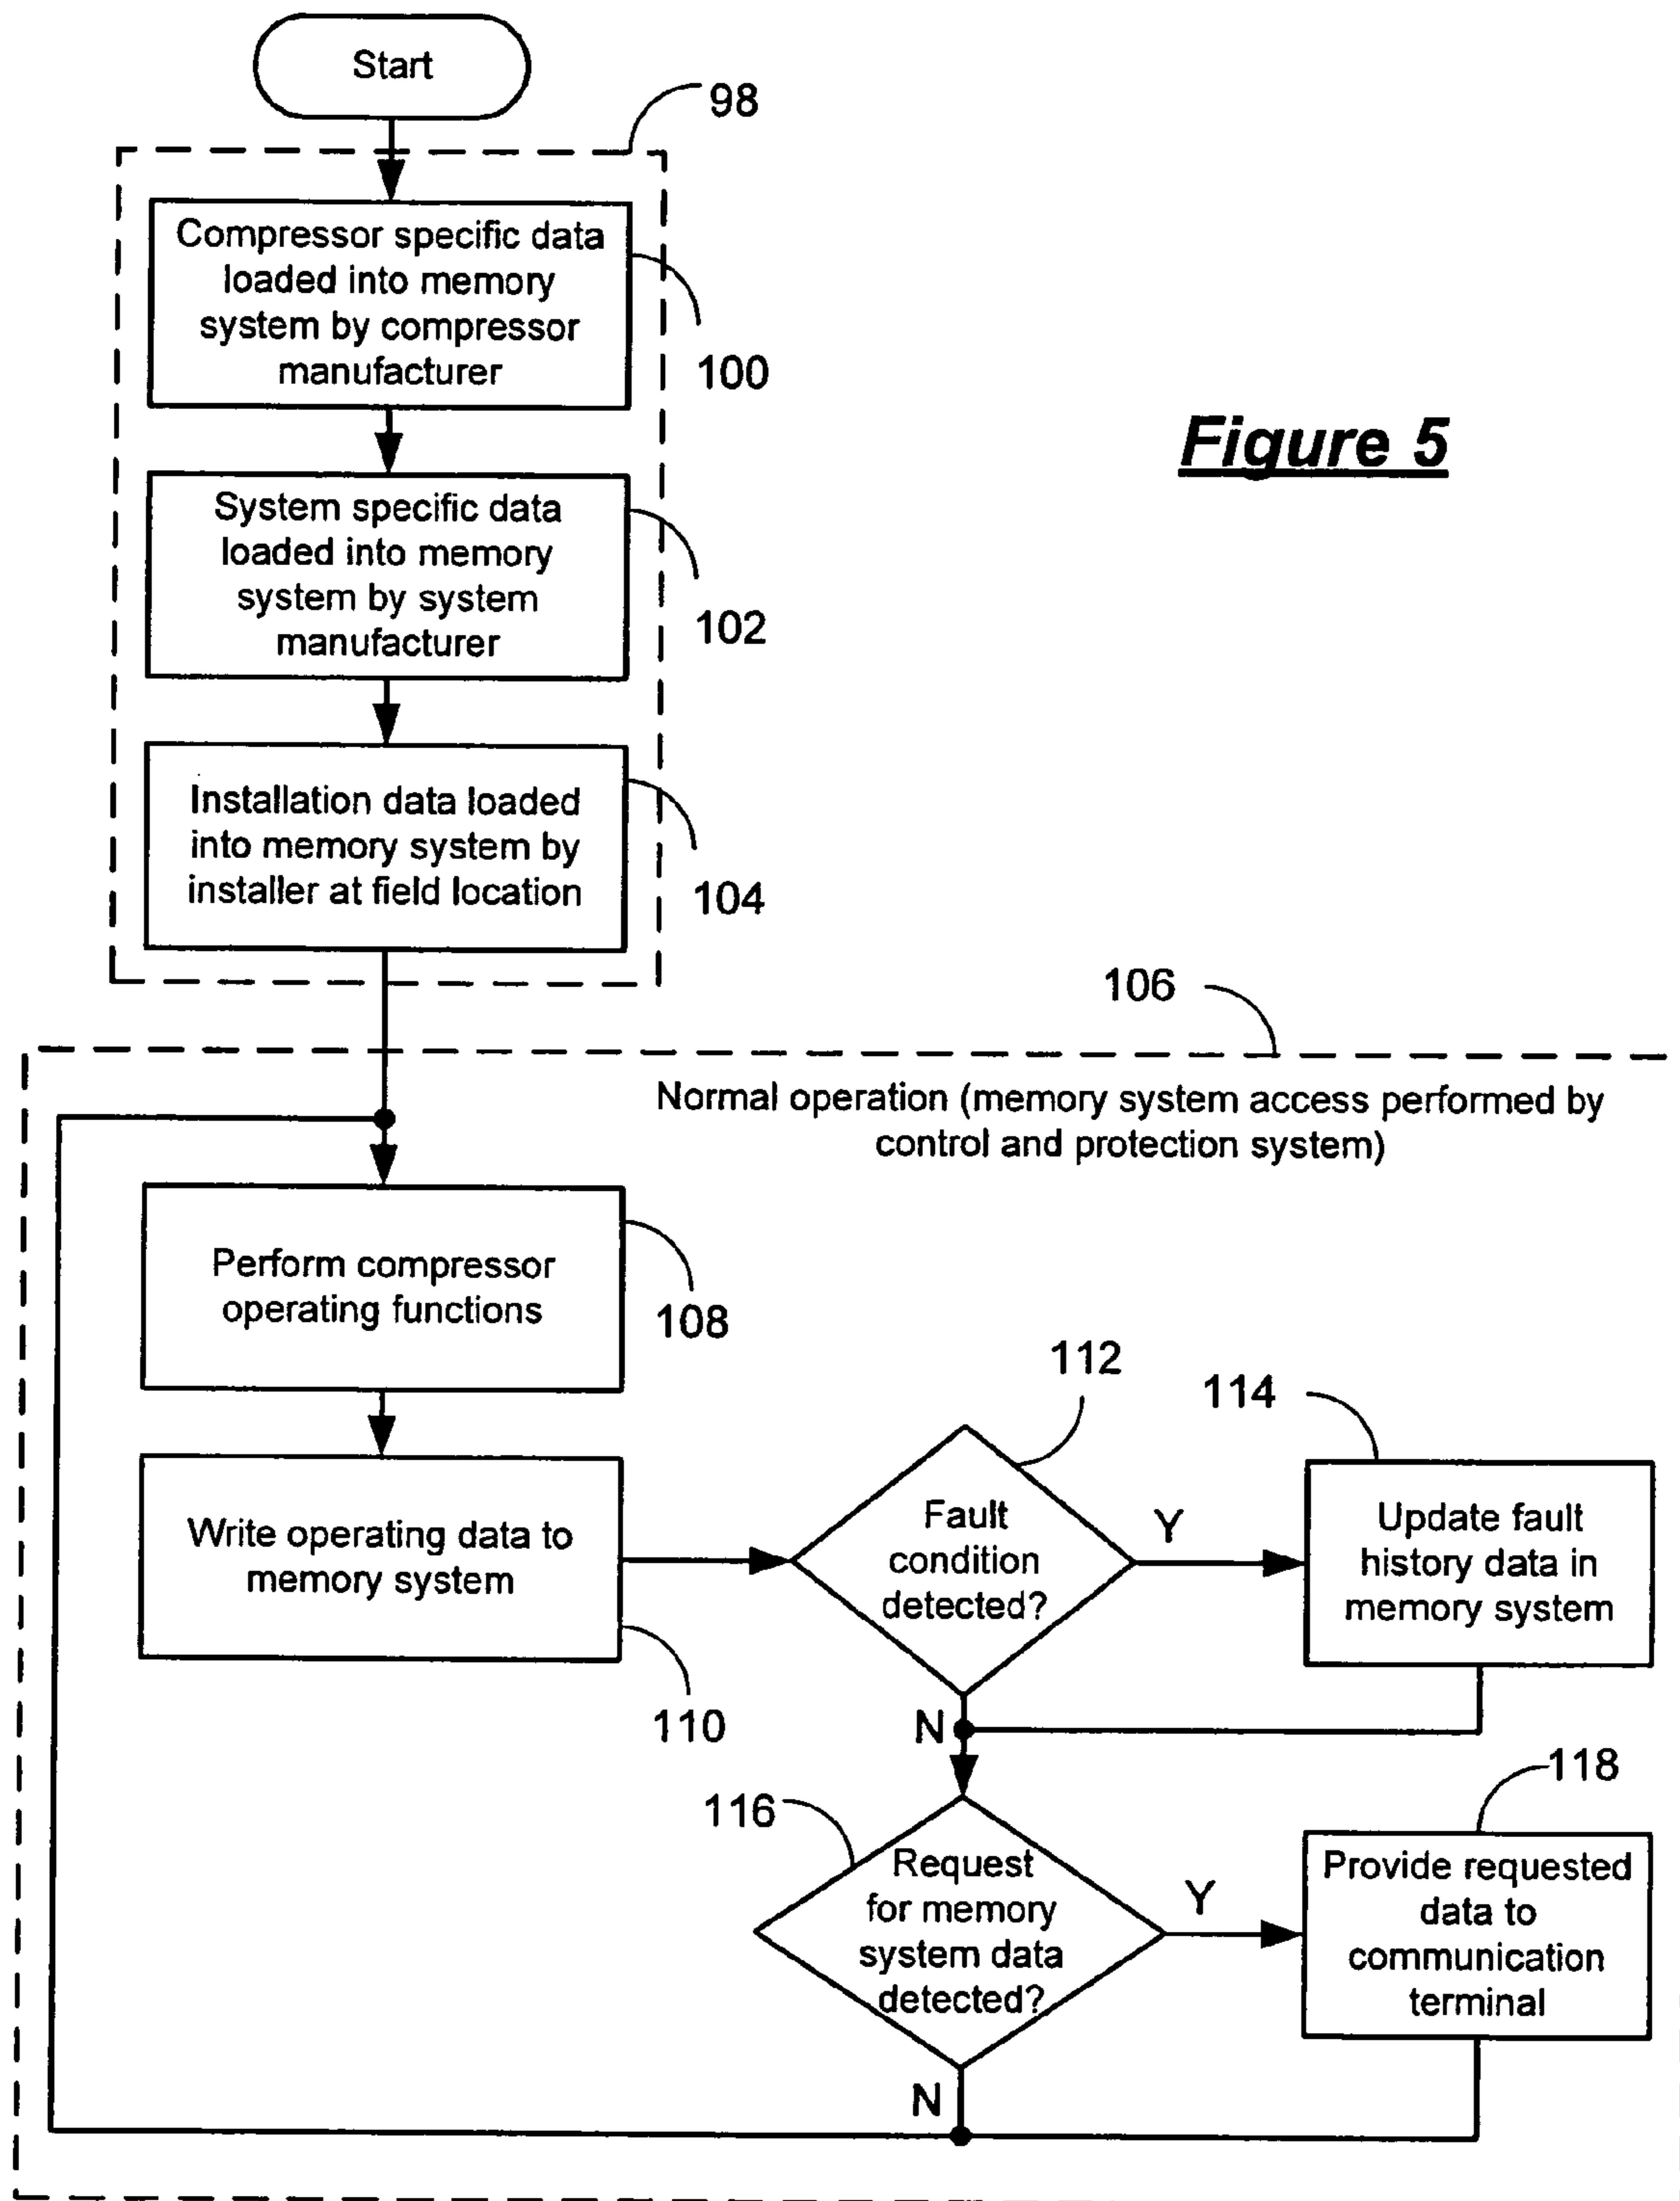 Start
98
Compressor specific data
loaded into memory
system by compressor
manufacturer
100
Figure 5
System specific data
loaded into memory
system by system
manufacturer
102
Installation data loaded
into memory system by
installer at field location
104
106
Normal operation (memory system access performed by
control and protection system)
Perform compressor
operating functions
108
112
114
Write operating data to
memory system
110
Fault
condition
detected?
Y
Update fault
history data in
memory system
N
116
118
Request
for memory
system data
detected?
Y
Provide requested
data to
communication
terminal
N